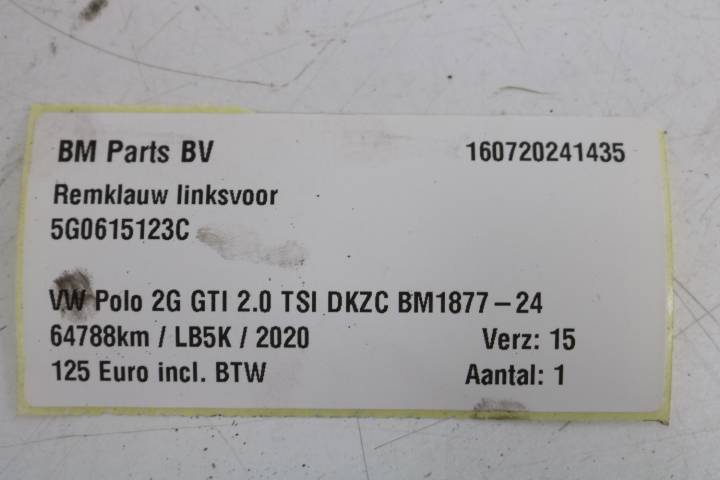 BM Parts BV 160720241435
Remklauw linksvoor
5G0615123C
VW Polo 2G GTI 2.0 TSI DKZC BM1877-24
64788km / LB5K / 2020 Verz: 15
125 Euro incl. BTW Aantal: 1